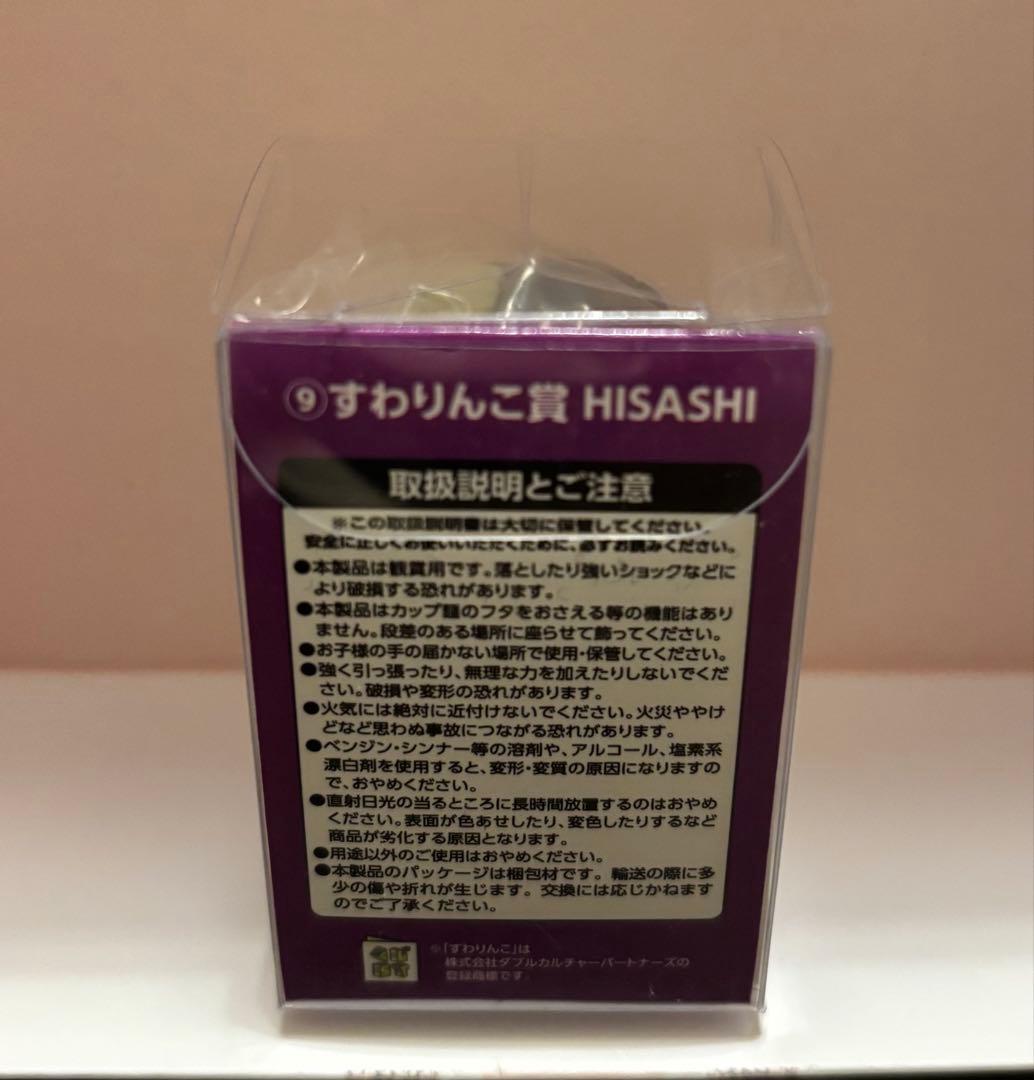 ⑨すわりんこ賞 HISASHI
取扱説明とご注意
※この取扱説明書は大切に保管してください。
安全に正しくお使いいただくために、必ずお読みください。
●本製品は観賞用です。落としたり強いショックなどに
より破損する恐れがあります。
●本製品はカップ麺のフタをおさえる等の機能はあり
ません。段差のある場所に座らせて飾ってください。
●お子様の手の届かない場所で使用・保管してください。
●強く引っ張ったり、無理な力を加えたりしないでくだ
さい。破損や変形の恐れがあります。
●火気には絶対に近付けないでください。火災ややけ
どなど思わぬ事故につながる恐れがあります。
●ベンジン・シンナー等の溶剤や、アルコール、塩素系
漂白剤を使用すると、変形・変質の原因になりますの
で、おやめください。
●直射日光の当るところに長時間放置するのはおやめ
ください。表面が色あせしたり、変色したりするなど
商品が劣化する原因となります。
●用途以外のご使用はおやめください。
●本製品のパッケージは梱包材です。輸送の際に多
少の傷や折れが生じます。交換には応じかねます
のでご了承ください。
※「すわりんこ」は
株式会社ダブルカルチャーパートナーズの
登録商標です。